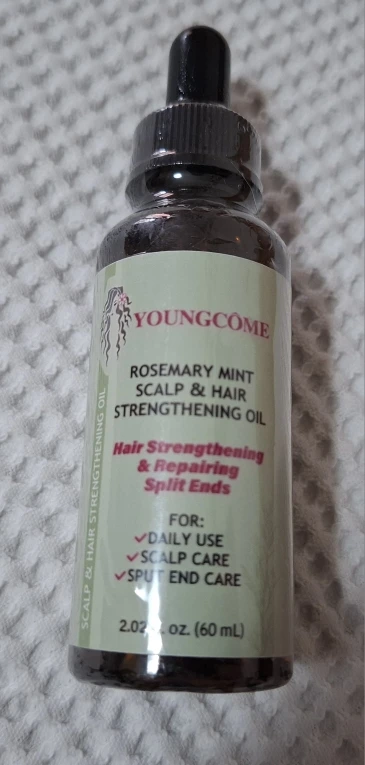 YOUNGCÔME
ROSEMARY MINT
SCALP & HAIR
STRENGTHENING OIL
Hair Strengthening
& Repairing
Split Ends
FOR:
✓DAILY USE
✓SCALP CARE
✓SPLIT END CARE
2.02 oz. (60 mL)
SCALP & HAIR STRENGTHENING OIL